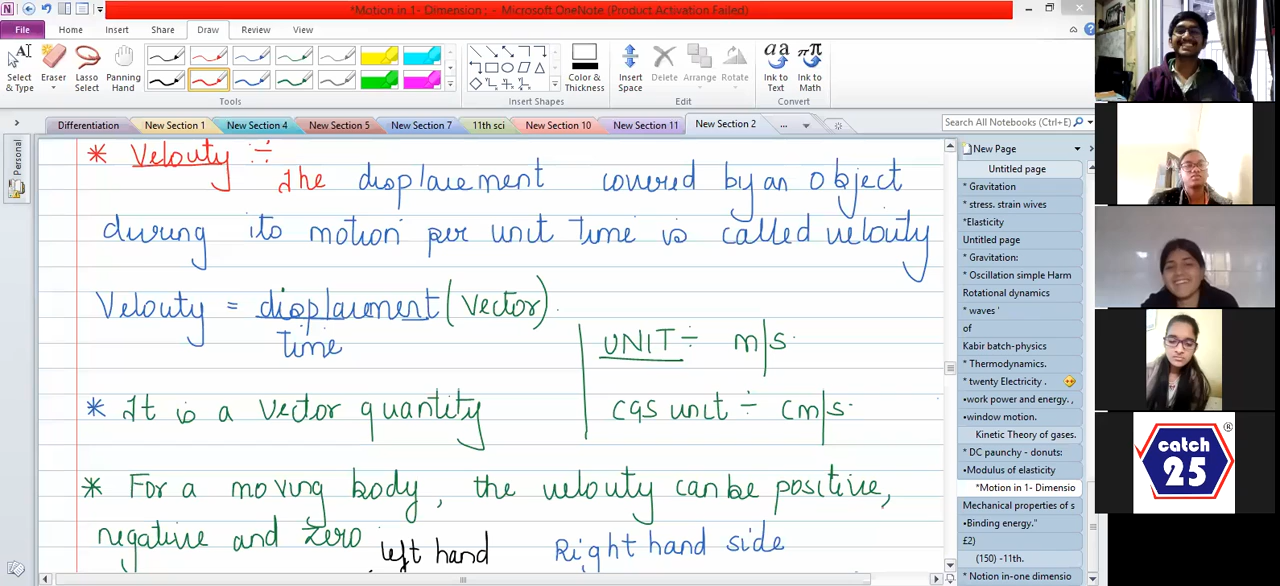 *Motion in 1- Dimension ; - Microsoft OneNote (Product Activation Failed)
File Home Insert Share Draw Review View
Select & Type Eraser Lasso Select Panning Hand Color & Thickness Insert Space Delete Arrange Rotate Ink to Text Ink to Math
Tools Insert Shapes Edit Convert
Differentiation New Section 1 New Section 4 New Section 5 New Section 7 11th sci New Section 10 New Section 11 New Section 2 ... Search All Notebooks (Ctrl+E)
Personal
* Velocity ÷
The displacement covered by an object
during its motion per unit time is called velocity
Velocity = displacement (vector)
time
UNIT ÷ m/s
* It is a vector quantity
CGS unit ÷ cm/s
* For a moving body, the velocity can be positive,
negative and zero
left hand Right hand side
New Page
Untitled page
* Gravitation
* stress. strain wives
*Elasticity
Untitled page
* Gravitation:
* Oscillation simple Harm
Rotational dynamics
* waves '
of
Kabir batch-physics
* Thermodynamics.
* twenty Electricity .
•work power and energy. ,
•window motion.
Kinetic Theory of gases.
* DC paunchy - donuts:
•Modulus of elasticity
*Motion in 1- Dimensio
Mechanical properties of s
•Binding energy."
£2)
(150) -11th.
* Notion in-one dimensio
catch
25
®